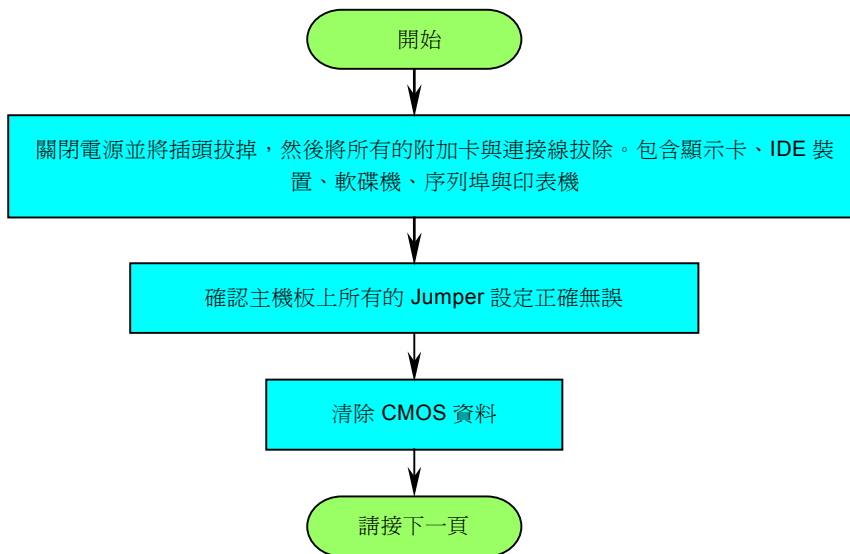 開始
關閉電源並將插頭拔掉，然後將所有的附加卡與連接線拔除。包含顯示卡、IDE 裝
置、軟碟機、序列埠與印表機
確認主機板上所有的 Jumper 設定正確無誤
清除 CMOS 資料
請接下一頁